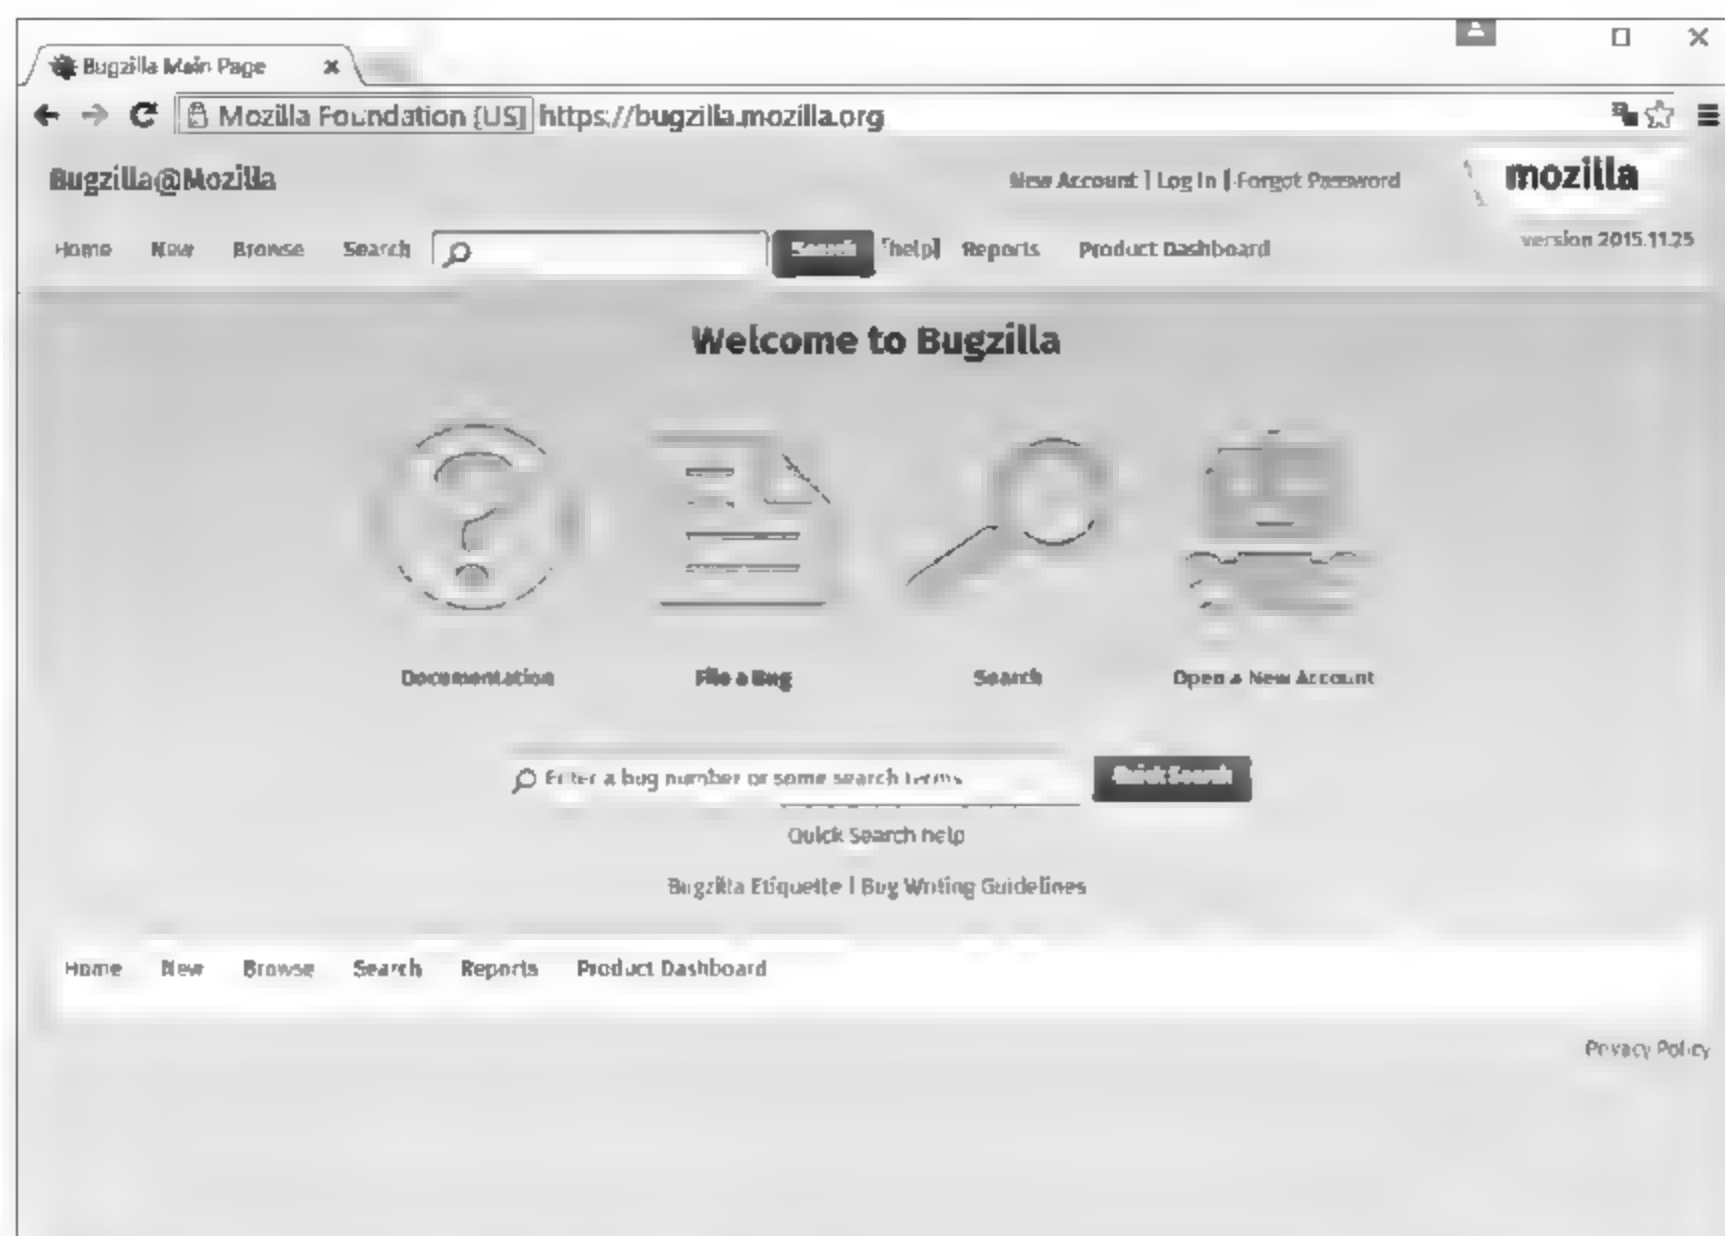 Bugzilla Main Page
Mozilla Foundation [US] https://bugzilla.mozilla.org
Bugzilla@Mozilla
New Account | Log In | Forgot Password
mozilla
Home New Browse Search Search [help] Reports Product Dashboard
version 2015.11.25
Welcome to Bugzilla
Documentation File a Bug Search Open a New Account
Enter a bug number or some search terms Quick Search
Quick Search help
Bugzilla Etiquette | Bug Writing Guidelines
Home New Browse Search Reports Product Dashboard
Privacy Policy